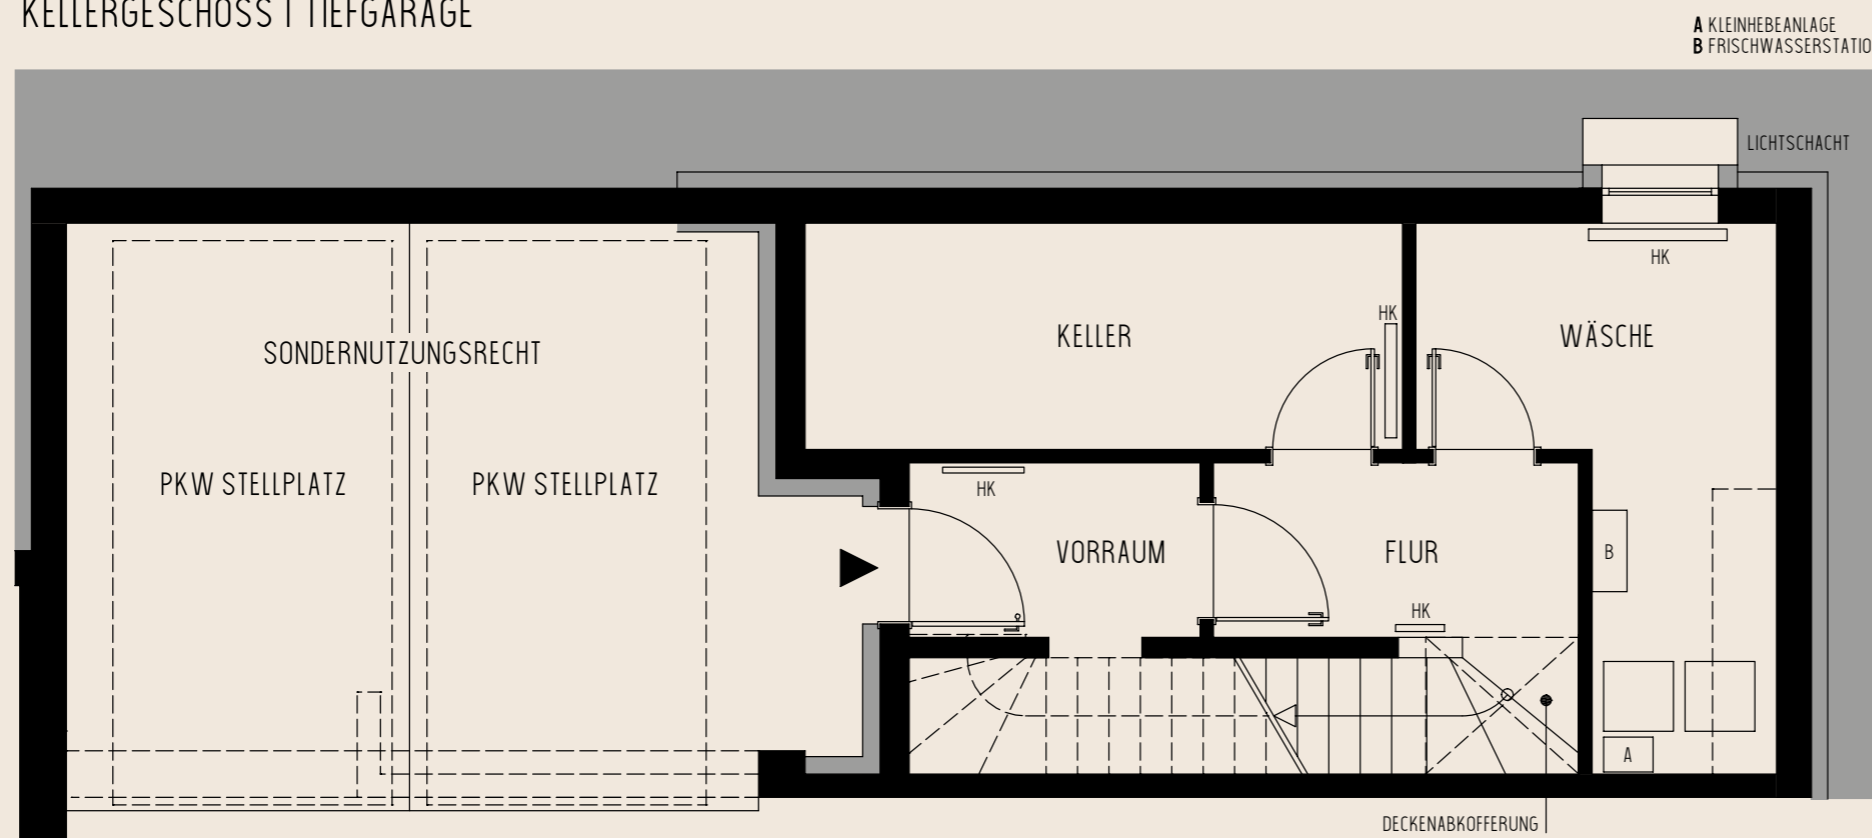 KELLERGESCHOSS | TIEFGARAGE
A KLEINHEBEANLAGE
B FRISCHWASSERSTATIO
LICHTSCHACHT
HK
HK
KELLER
WÄSCHE
SONDERNUTZUNGSRECHT
PKW STELLPLATZ
PKW STELLPLATZ
HK
VORRAUM
FLUR
B
HK
A
DECKENABKOFFERUNG